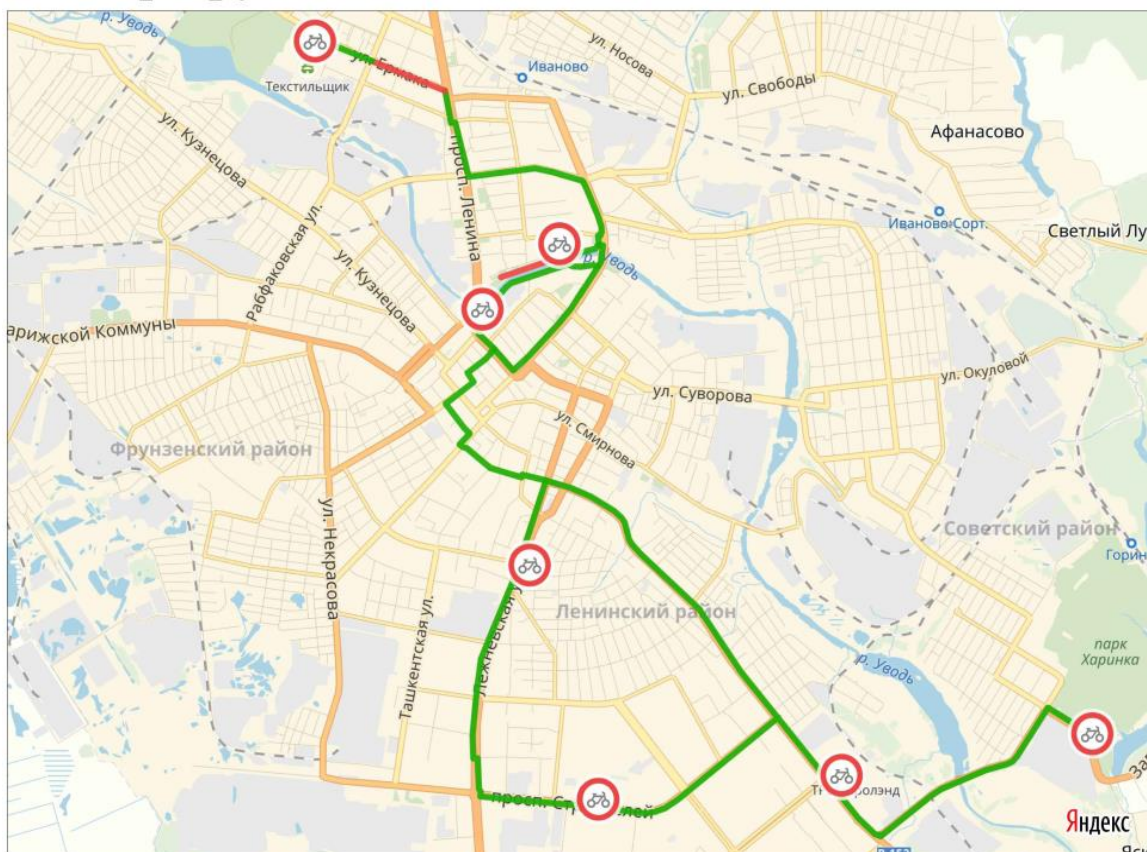 р. Уводь
ул. Ермака
Текстильщик
Иваново
ул. Носова
ул. Свободы
Афанасово
ул. Кузнецова
просп. Ленина
Рабфаковская ул.
ул. Кузнецова
Иваново-Сорт.
Светлый Лу
р. Уводь
арижской Коммуны
ул. Окуловой
ул. Суворова
ул. Смирнова
Фрунзенский район
ул. Некрасова
Советский район
Горин
Ленинский район
Ташкентская ул.
Лежневская у
парк
Харинка
р. Уводь
просп. Стр лей
Яндекс